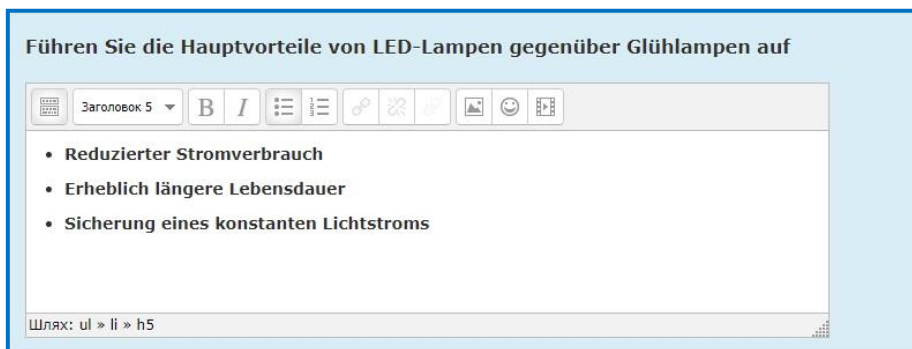 Führen Sie die Hauptvorteile von LED-Lampen gegenüber Glühlampen auf
Заголовок 5 B I
• Reduzierter Stromverbrauch
• Erheblich längere Lebensdauer
• Sicherung eines konstanten Lichtstroms
Шлях: ul » li » h5